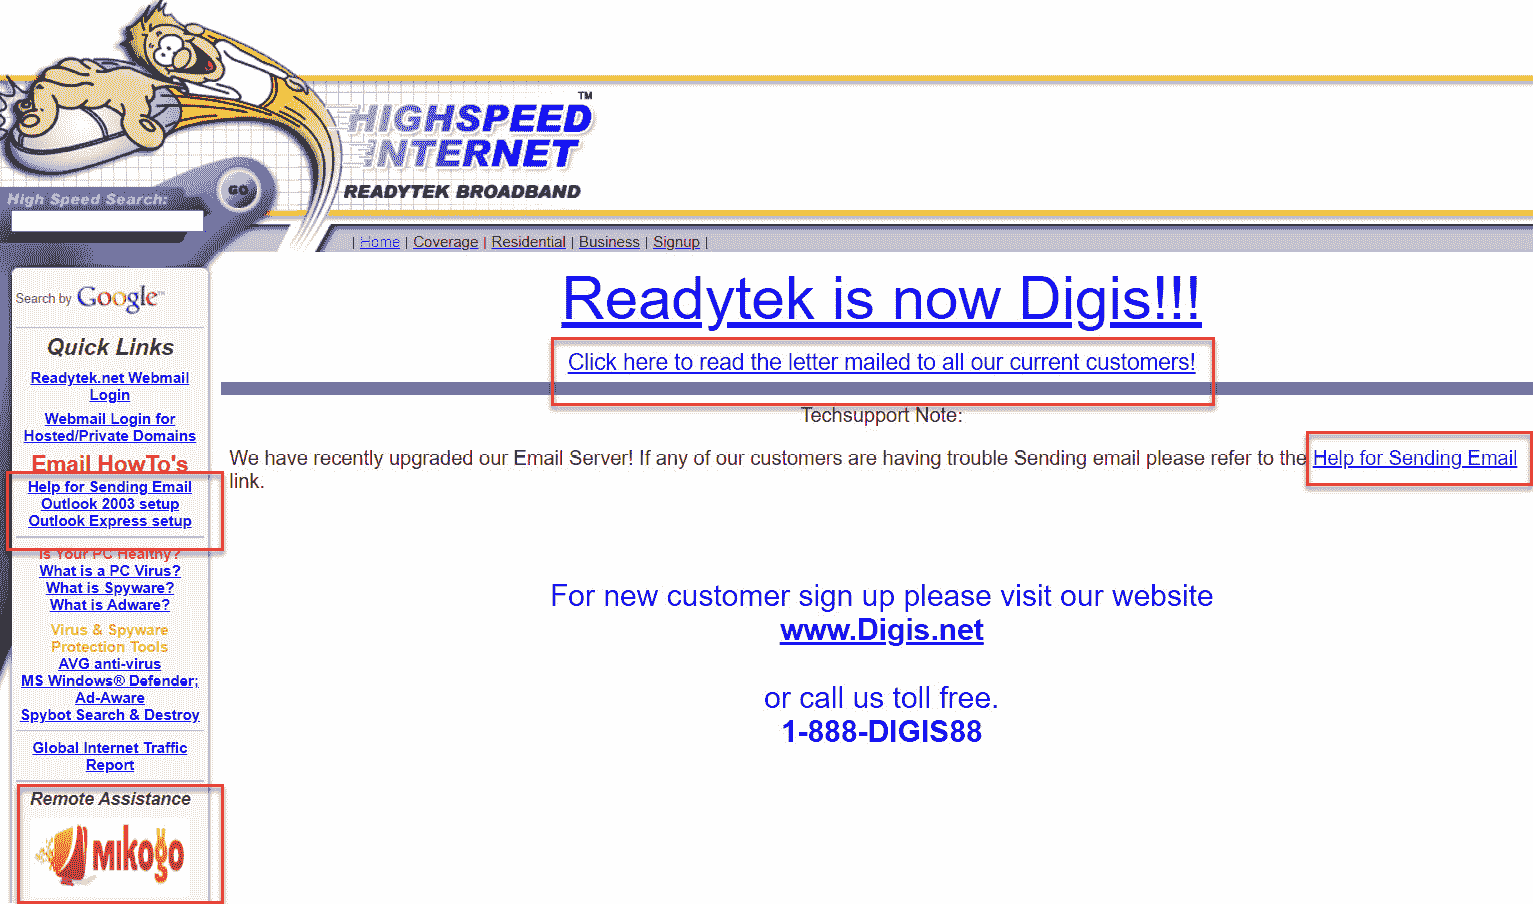 TM
HIGHSPEED
INTERNET
READYTEK BROADBAND
GO
High Speed Search:
| Home | Coverage | Residential | Business | Signup |
Search by Google™
Quick Links
Readytek.net Webmail
Login
Webmail Login for
Hosted/Private Domains
Email HowTo's
Help for Sending Email
Outlook 2003 setup
Outlook Express setup
Is Your PC Healthy?
What is a PC Virus?
What is Spyware?
What is Adware?
Virus & Spyware
Protection Tools
AVG anti-virus
MS Windows® Defender;
Ad-Aware
Spybot Search & Destroy
Global Internet Traffic
Report
Remote Assistance
MIKOGO
Readytek is now Digis!!!
Click here to read the letter mailed to all our current customers!
Techsupport Note:
We have recently upgraded our Email Server! If any of our customers are having trouble Sending email please refer to the Help for Sending Email
link.
For new customer sign up please visit our website
www.Digis.net
or call us toll free.
1-888-DIGIS88